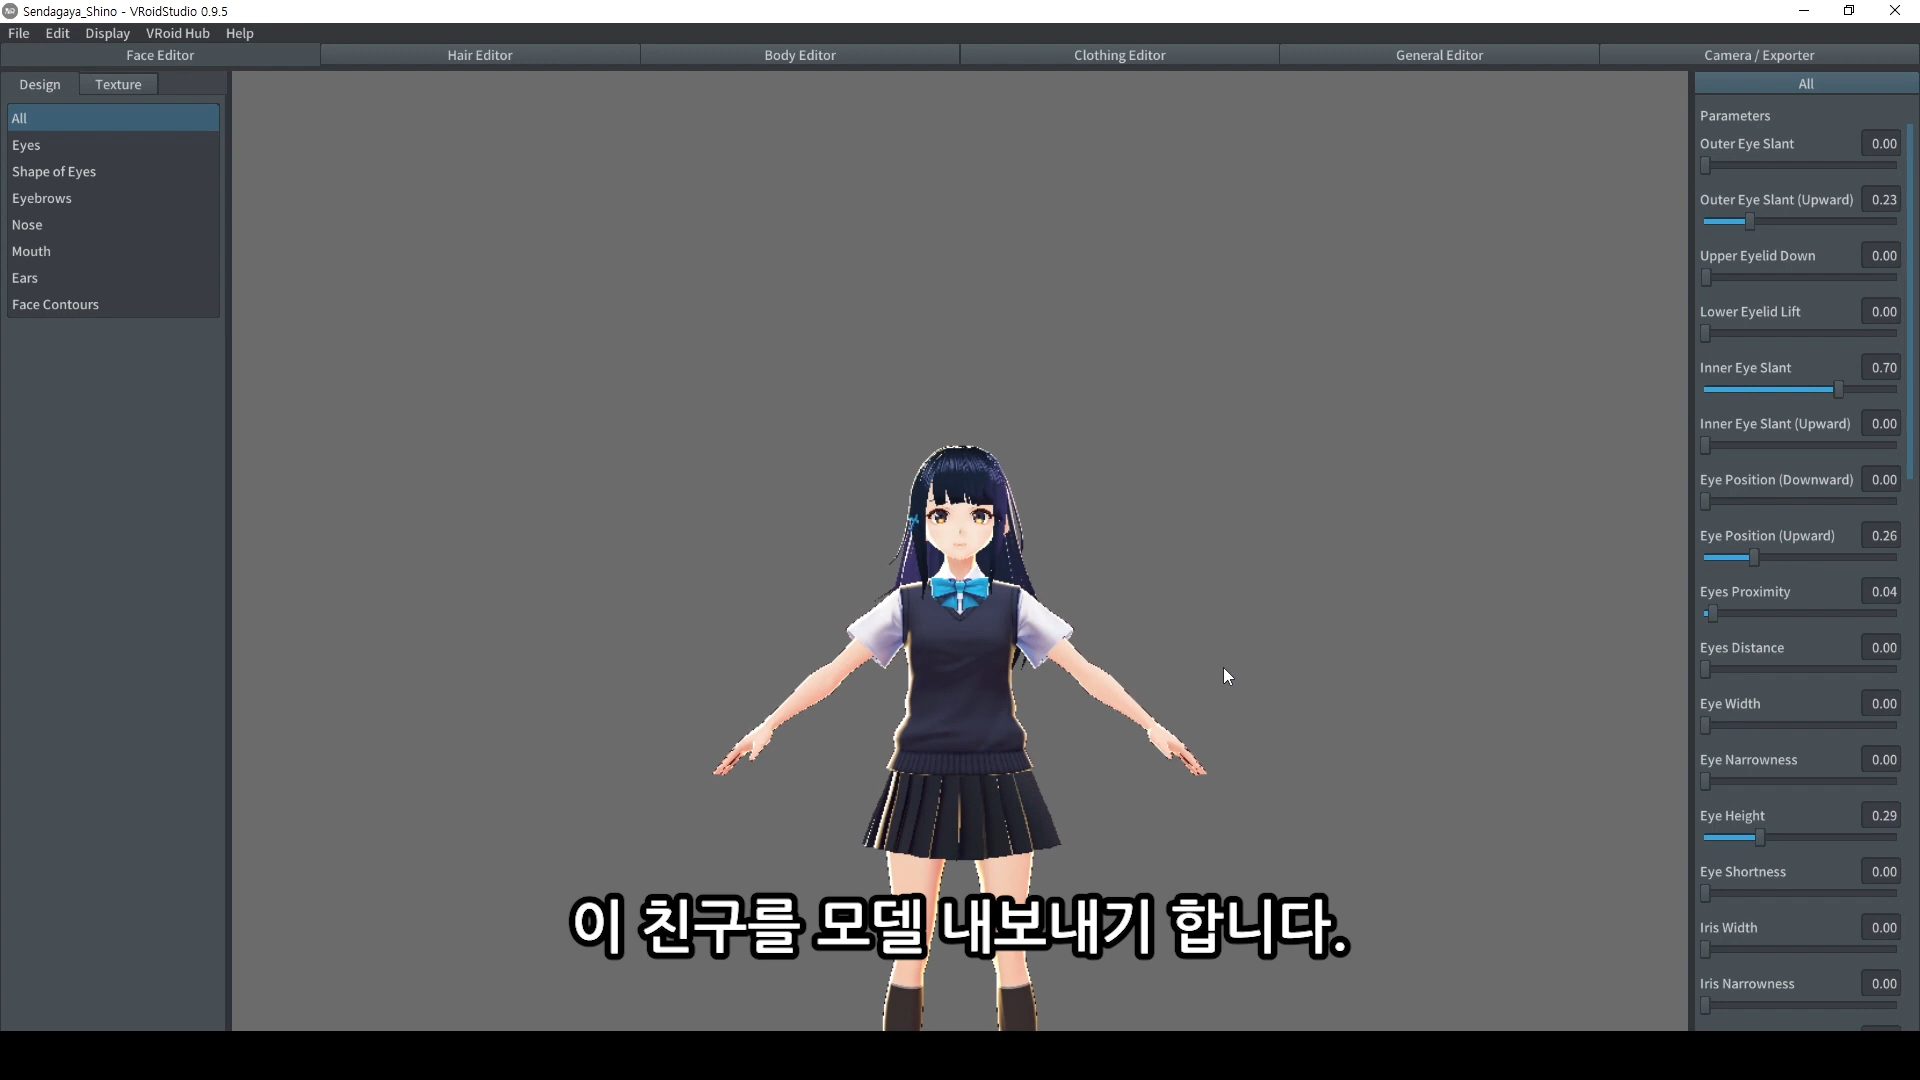 Sendagaya_Shino - VRoidStudio 0.9.5
File Edit Display VRoid Hub Help
Face Editor Hair Editor Body Editor Clothing Editor General Editor Camera / Exporter
Design Texture
All
Eyes
Shape of Eyes
Eyebrows
Nose
Mouth
Ears
Face Contours
All
Parameters
Outer Eye Slant 0.00
Outer Eye Slant (Upward) 0.23
Upper Eyelid Down 0.00
Lower Eyelid Lift 0.00
Inner Eye Slant 0.70
Inner Eye Slant (Upward) 0.00
Eye Position (Downward) 0.00
Eye Position (Upward) 0.26
Eyes Proximity 0.04
Eyes Distance 0.00
Eye Width 0.00
Eye Narrowness 0.00
Eye Height 0.29
Eye Shortness 0.00
Iris Width 0.00
Iris Narrowness 0.00
이 친구를 모델 내보내기 합니다.